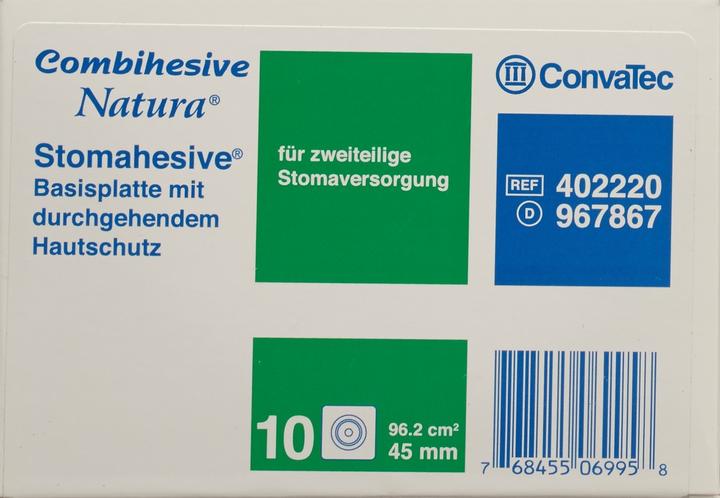 Combihesive
Natura®
Stomahesive®
Basisplatte mit
durchgehendem
Hautschutz
für zweiteilige
Stomaversorgung
ConvaTec
REF 402220
D 967867
10
96.2 cm²
45 mm
7 68455 06995 8